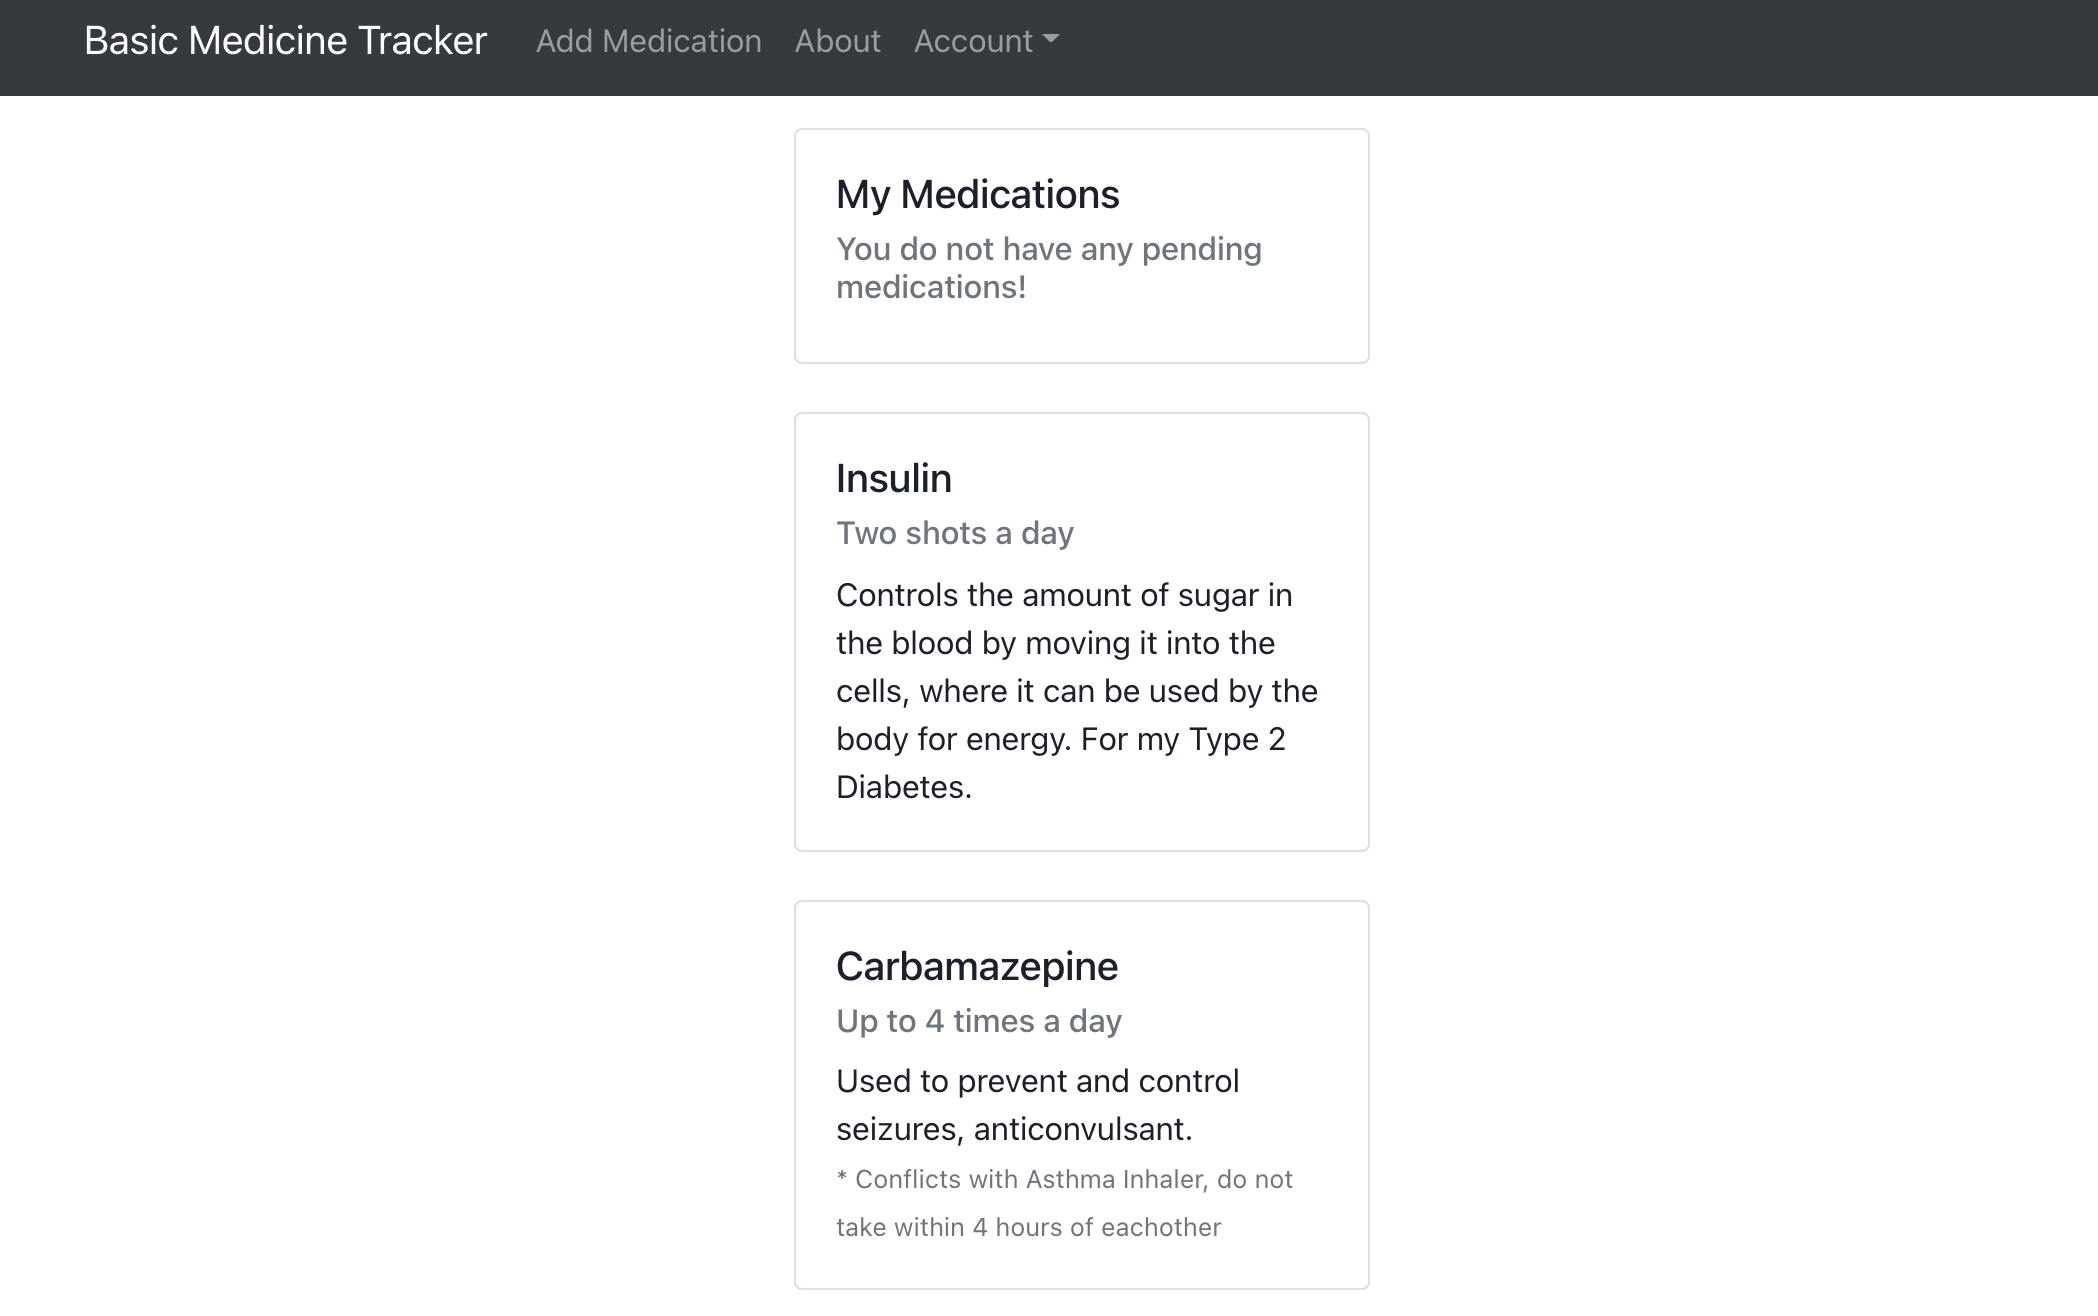 Basic Medicine Tracker Add Medication About Account
My Medications
You do not have any pending
medications!
Insulin
Two shots a day
Controls the amount of sugar in
the blood by moving it into the
cells, where it can be used by the
body for energy. For my Type 2
Diabetes.
Carbamazepine
Up to 4 times a day
Used to prevent and control
seizures, anticonvulsant.
* Conflicts with Asthma Inhaler, do not
take within 4 hours of eachother